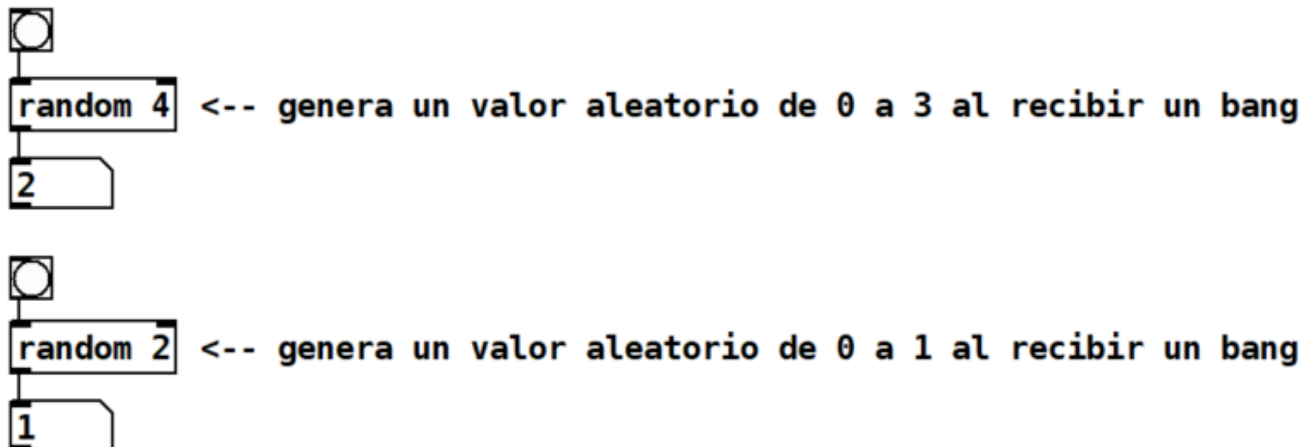 random 4 <-- genera un valor aleatorio de 0 a 3 al recibir un bang
2
random 2 <-- genera un valor aleatorio de 0 a 1 al recibir un bang
1